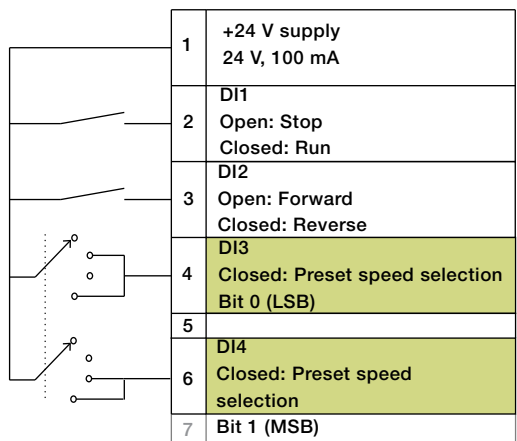 1
+24 V supply
24 V, 100 mA
2
DI1
Open: Stop
Closed: Run
3
DI2
Open: Forward
Closed: Reverse
4
DI3
Closed: Preset speed selection
Bit 0 (LSB)
5
6
DI4
Closed: Preset speed
selection
7
Bit 1 (MSB)